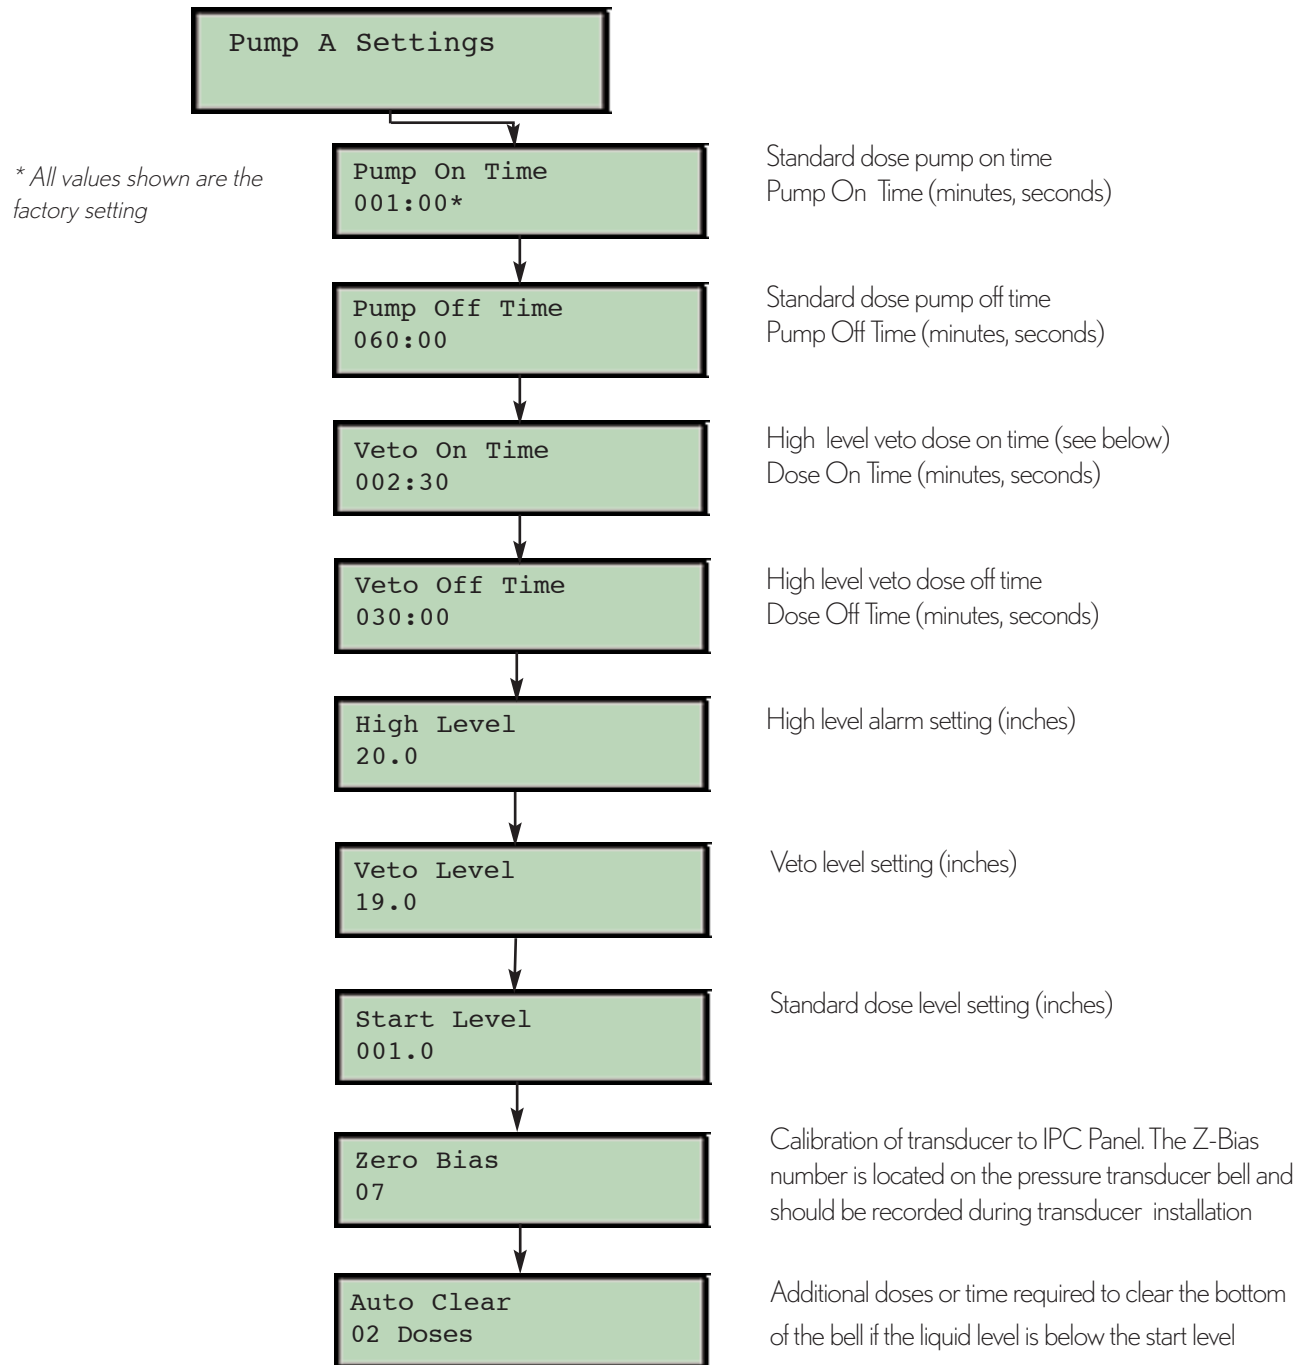 Pump A Settings
* All values shown are the
factory setting
Pump On Time
001:00*
Standard dose pump on time
Pump On Time (minutes, seconds)
Pump Off Time
060:00
Standard dose pump off time
Pump Off Time (minutes, seconds)
Veto On Time
002:30
High level veto dose on time (see below)
Dose On Time (minutes, seconds)
Veto Off Time
030:00
High level veto dose off time
Dose Off Time (minutes, seconds)
High Level
20.0
High level alarm setting (inches)
Veto Level
19.0
Veto level setting (inches)
Start Level
001.0
Standard dose level setting (inches)
Zero Bias
07
Calibration of transducer to IPC Panel. The Z-Bias
number is located on the pressure transducer bell and
should be recorded during transducer installation
Auto Clear
02 Doses
Additional doses or time required to clear the bottom
of the bell if the liquid level is below the start level